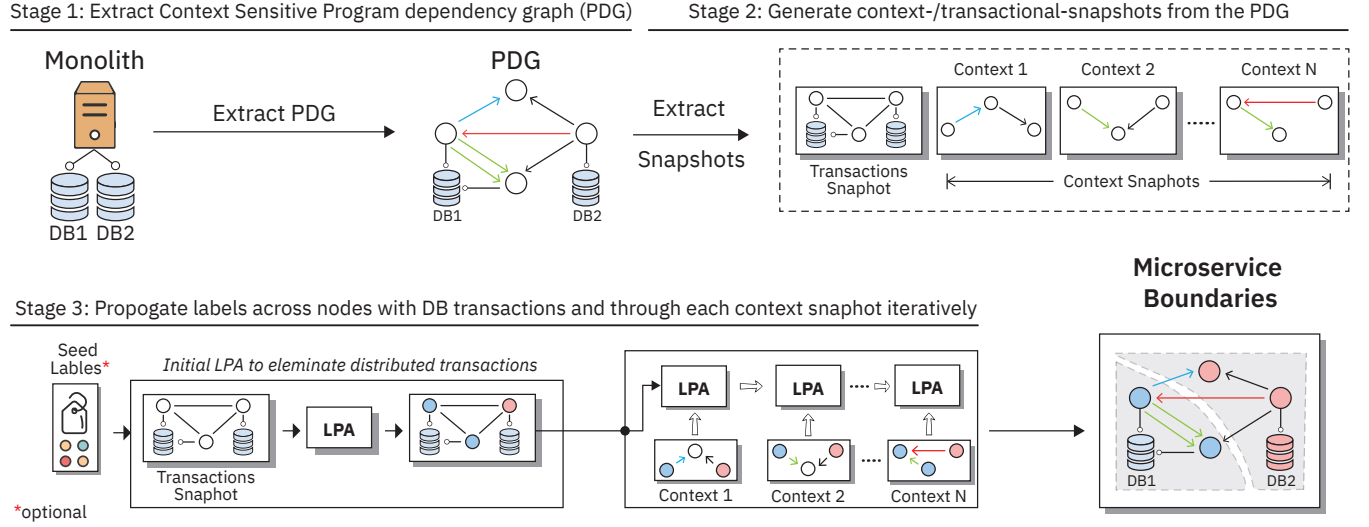 Stage 1: Extract Context Sensitive Program dependency graph (PDG)
Stage 2: Generate context-/transactional-snapshots from the PDG
Monolith
PDG
Extract PDG
Extract
Snapshots
DB1 DB2
DB1
DB2
Context 1
Context 2
Context N
Transactions
Snaphot
Context Snaphots
Microservice
Boundaries
Stage 3: Propogate labels across nodes with DB transactions and through each context snaphot iteratively
Seed
Lables*
Initial LPA to eleminate distributed transactions
LPA
Transactions
Snaphot
LPA
LPA
LPA
Context 1
Context 2
Context N
DB1
DB2
*optional